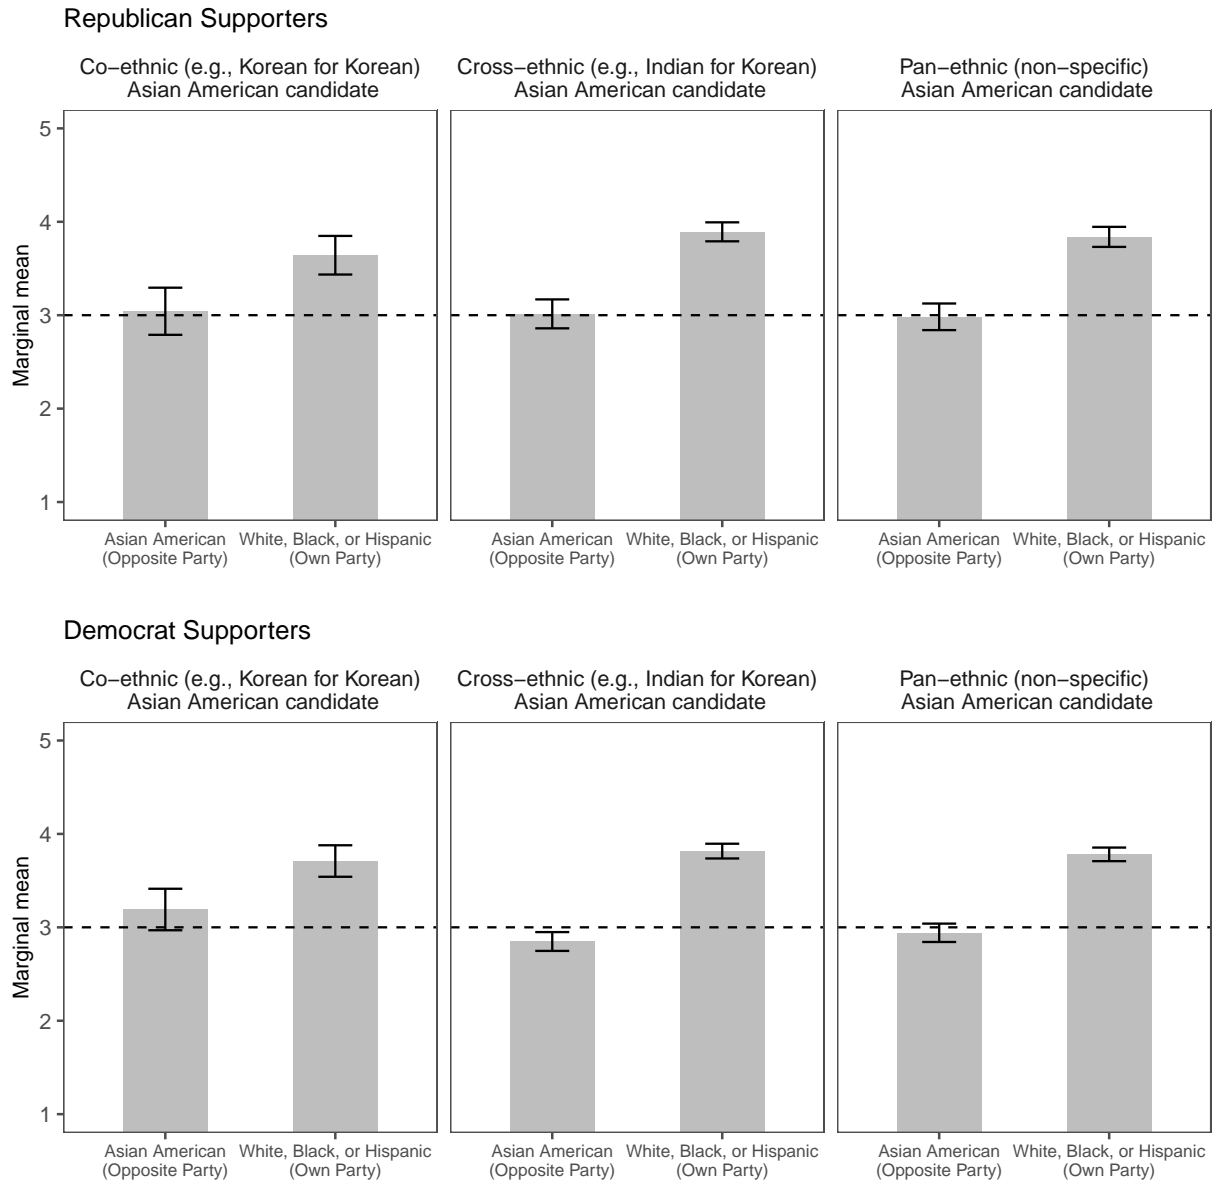 Republican Supporters
Co−ethnic (e.g., Korean for Korean)
Asian American candidate
Cross−ethnic (e.g., Indian for Korean)
Asian American candidate
Pan−ethnic (non−specific)
Asian American candidate
Marginal mean
5
4
3
2
1
Asian American
(Opposite Party)
White, Black, or Hispanic
(Own Party)
Asian American
(Opposite Party)
White, Black, or Hispanic
(Own Party)
Asian American
(Opposite Party)
White, Black, or Hispanic
(Own Party)
Democrat Supporters
Co−ethnic (e.g., Korean for Korean)
Asian American candidate
Cross−ethnic (e.g., Indian for Korean)
Asian American candidate
Pan−ethnic (non−specific)
Asian American candidate
Marginal mean
5
4
3
2
1
Asian American
(Opposite Party)
White, Black, or Hispanic
(Own Party)
Asian American
(Opposite Party)
White, Black, or Hispanic
(Own Party)
Asian American
(Opposite Party)
White, Black, or Hispanic
(Own Party)